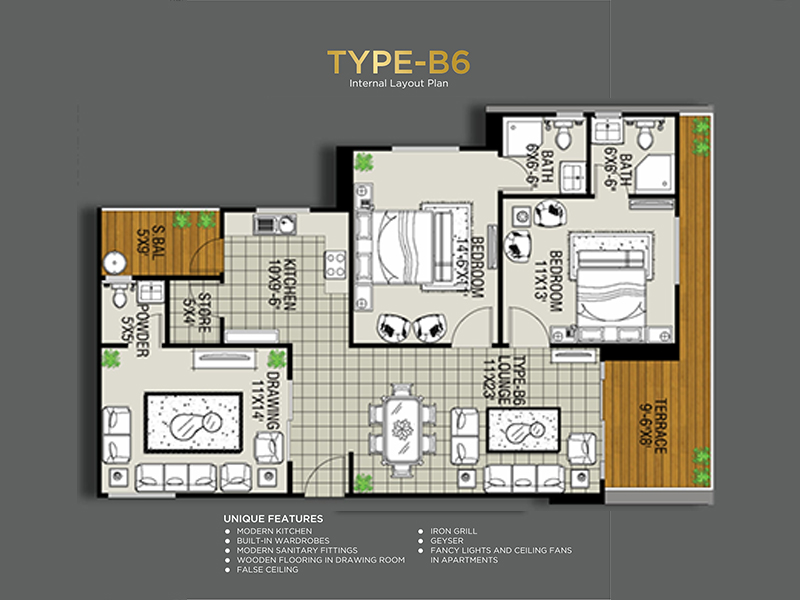 TYPE-B6
Internal Layout Plan
BATH
6'X6'-6"
BATH
6'X6'-6"
S.BAL
5'X9'
KITCHEN
10'X9'-6"
BEDROOM
14'-6"X11'
BEDROOM
11'X13'
STORE
5'X4'
POWDER
5'X5'
DRAWING
11'X14'
TYPE-B6
LOUNGE
11'X23'
TERRACE
9'-6"X8'
UNIQUE FEATURES
• MODERN KITCHEN
• BUILT-IN WARDROBES
• MODERN SANITARY FITTINGS
• WOODEN FLOORING IN DRAWING ROOM
• FALSE CEILING
• IRON GRILL
• GEYSER
• FANCY LIGHTS AND CEILING FANS
IN APARTMENTS